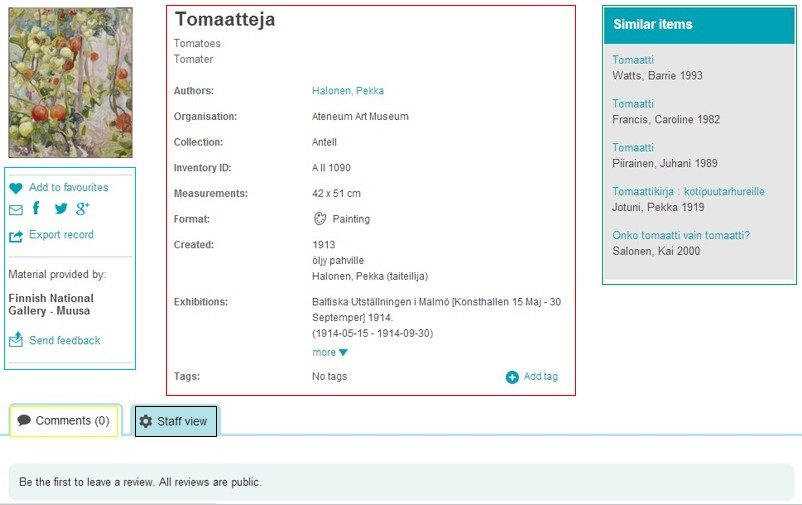 Tomaatteja
Tomatoes
Tomater
Authors: Halonen, Pekka
Organisation: Ateneum Art Museum
Collection: Antell
Inventory ID: A II 1090
Measurements: 42 x 51 cm
Format: Painting
Created: 1913
öljy pahville
Halonen, Pekka (taiteilija)
Exhibitions: Baltiska Utställningen i Malmö [Konsthallen 15 Maj - 30
Septemper] 1914.
(1914-05-15 - 1914-09-30)
more
Tags: No tags Add tag
Add to favourites
f g+
Export record
Material provided by:
Finnish National
Gallery - Muusa
Send feedback
Similar items
Tomaatti
Watts, Barrie 1993
Tomaatti
Francis, Caroline 1982
Tomaatti
Piirainen, Juhani 1989
Tomaattikirja : kotipuutarhureille
Jotuni, Pekka 1919
Onko tomaatti vain tomaatti?
Salonen, Kai 2000
Comments (0) Staff view
Be the first to leave a review. All reviews are public.